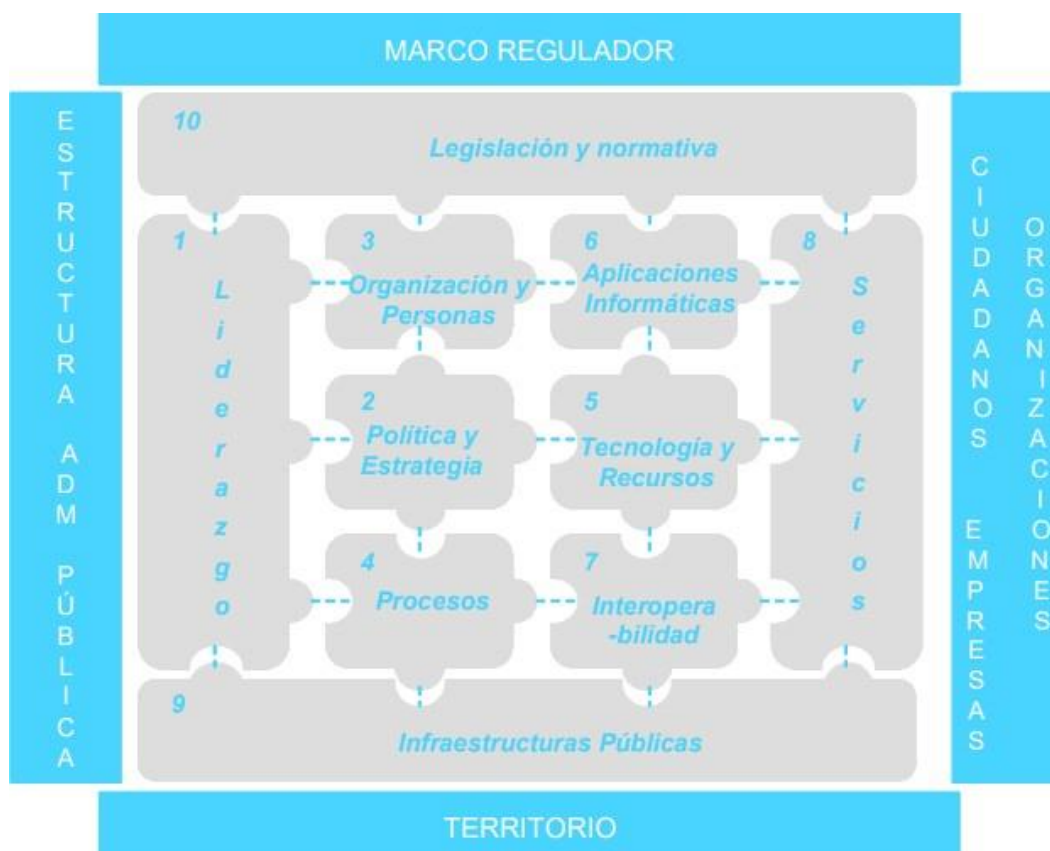 MARCO REGULADOR
ESTRUCTURA ADM PÚBLICA
10
Legislación y normativa
1
Liderazgo
3
Organización y
Personas
6
Aplicaciones
Informáticas
8
Servicios
2
Política y
Estrategia
5
Tecnología y
Recursos
4
Procesos
7
Interopera
-bilidad
9
Infraestructuras Públicas
CIUDADANOS EMPRESAS
ORGANIZACIONES
TERRITORIO